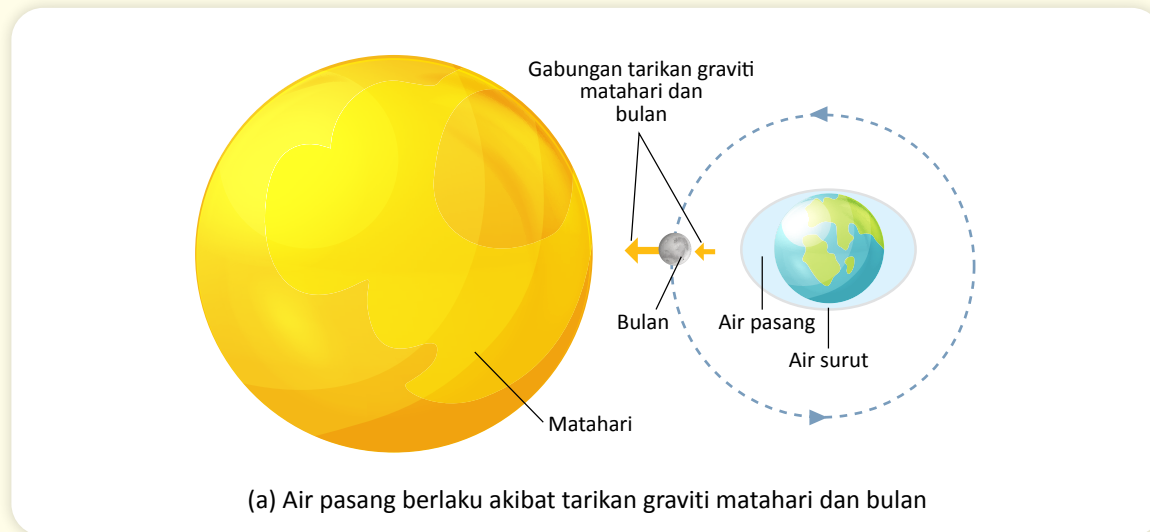 Gabungan tarikan graviti
matahari dan
bulan
Bulan
Air pasang
Air surut
Matahari
(a) Air pasang berlaku akibat tarikan graviti matahari dan bulan